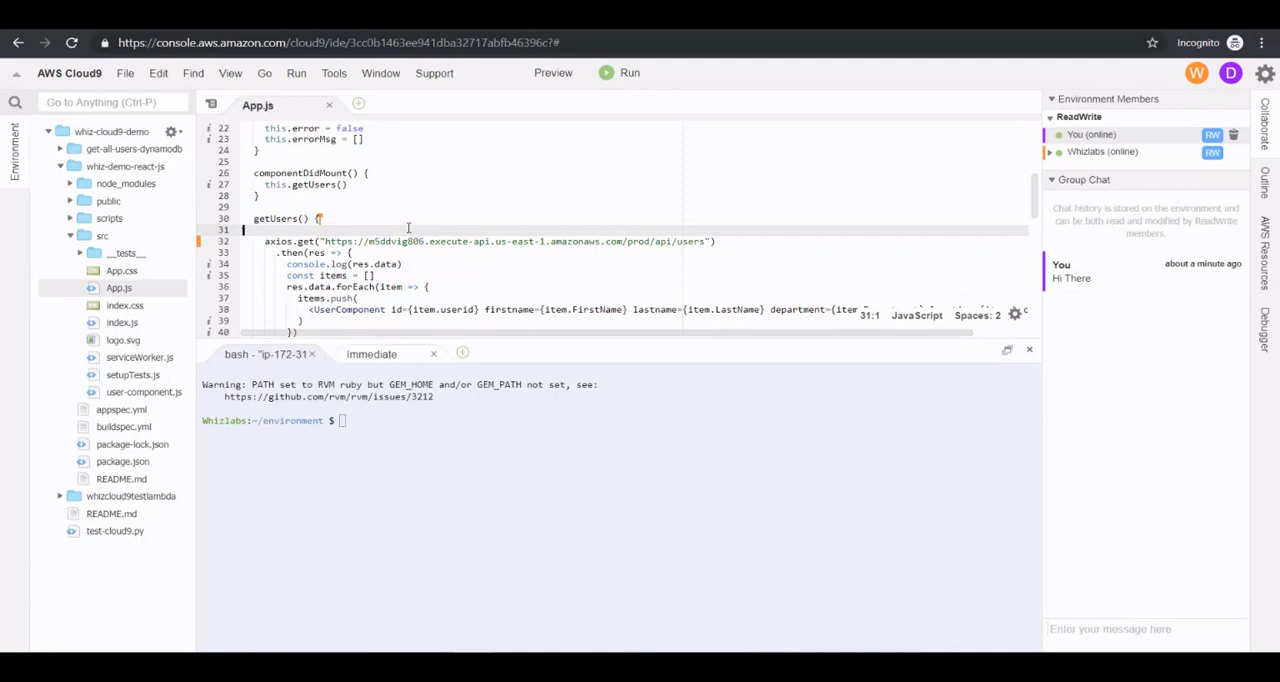 https://console.aws.amazon.com/cloud9/ide/3cc0b1463ee941dba32717abfb46396c?#
Incognito
AWS Cloud9 File Edit Find View Go Run Tools Window Support Preview Run W D
Go to Anything (Ctrl-P)
App.js
Environment
whiz-cloud9-demo
get-all-users-dynamodb
whiz-demo-react-js
node_modules
public
scripts
src
__tests__
App.css
App.js
index.css
index.js
logo.svg
serviceWorker.js
setupTests.js
user-component.js
appspec.yml
buildspec.yml
package-lock.json
package.json
README.md
whizcloud9testlambda
README.md
test-cloud9.py
22 this.error = false
23 this.errorMsg = []
24 }
25
26 componentDidMount() {
27 this.getUsers()
28 }
29
30 getUsers() {
31
32 axios.get("https://m5ddvig806.execute-api.us-east-1.amazonaws.com/prod/api/users")
33 .then(res => {
34 console.log(res.data)
35 const items = []
36 res.data.forEach(item => {
37 items.push(
38 <UserComponent id={item.userid} firstname={item.FirstName} lastname={item.LastName} department={item
39 )
40 })
31:1 JavaScript Spaces: 2
bash - "ip-172-31 Immediate
Warning: PATH set to RVM ruby but GEM_HOME and/or GEM_PATH not set, see:
https://github.com/rvm/rvm/issues/3212
Whizlabs:~/environment $
Environment Members
ReadWrite
You (online) RW
Whizlabs (online) RW
Group Chat
Chat history is stored on the environment and
can be both read and modified by ReadWrite
members.
You about a minute ago
Hi There
Enter your message here
Collaborate
Outline
AWS Resources
Debugger